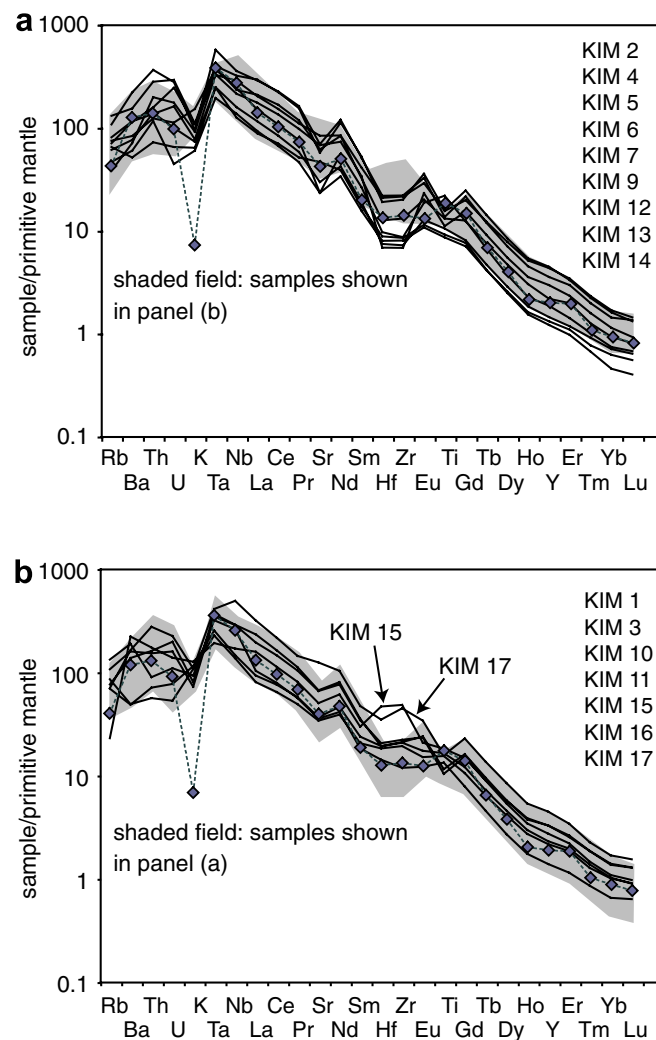 a
1000
100
10
1
0.1
sample/primitive mantle
KIM 2
KIM 4
KIM 5
KIM 6
KIM 7
KIM 9
KIM 12
KIM 13
KIM 14
shaded field: samples shown
in panel (b)
Rb Th K Nb Ce Sr Sm Zr Ti Tb Ho Er Yb
Ba U Ta La Pr Nd Hf Eu Gd Dy Y Tm Lu
b
1000
100
10
1
0.1
sample/primitive mantle
KIM 15
KIM 17
KIM 1
KIM 3
KIM 10
KIM 11
KIM 15
KIM 16
KIM 17
shaded field: samples shown
in panel (a)
Rb Th K Nb Ce Sr Sm Zr Ti Tb Ho Er Yb
Ba U Ta La Pr Nd Hf Eu Gd Dy Y Tm Lu